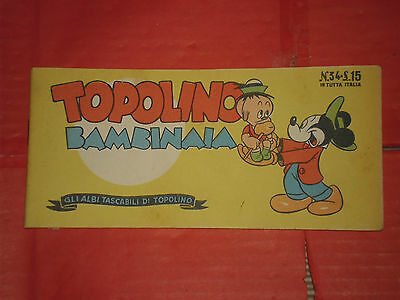 TOPOLINO
BAMBINAIA
N.34-L.15
IN TUTTA ITALIA
GLI ALBI TASCABILI DI TOPOLINO